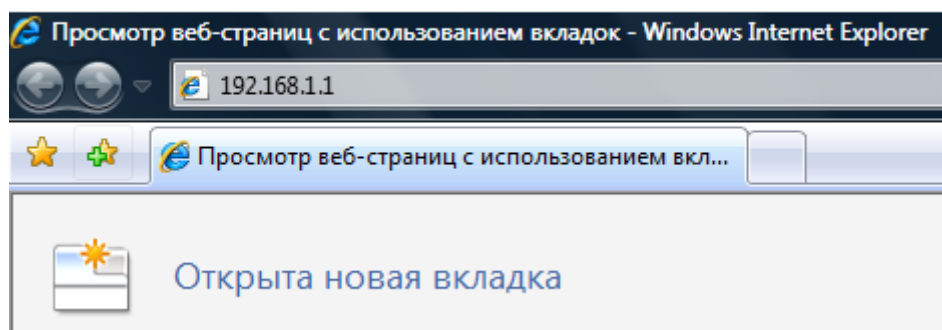 Просмотр веб-страниц с использованием вкладок - Windows Internet Explorer
192.168.1.1
Просмотр веб-страниц с использованием вкл...
Открыта новая вкладка